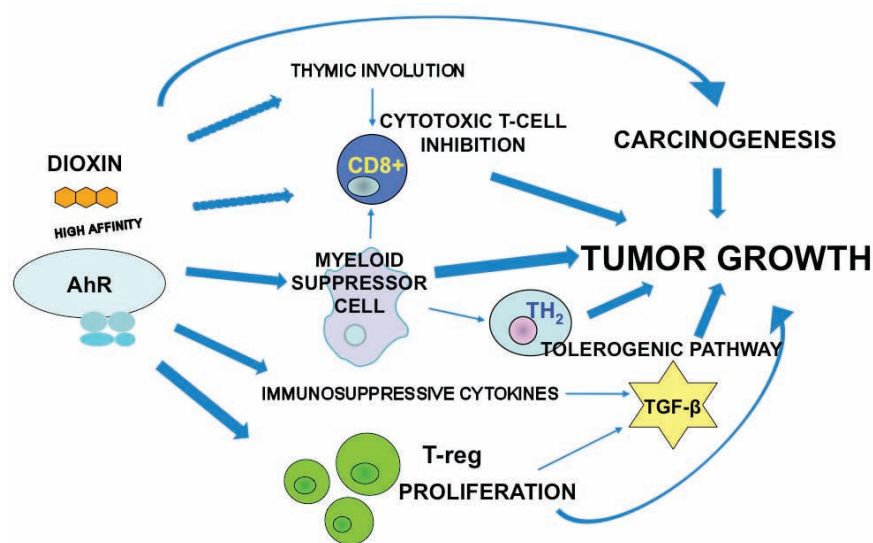 THYMIC INVOLUTION
CYTOTOXIC T-CELL
INHIBITION
CARCINOGENESIS
DIOXIN
CD8+
HIGH AFFINITY
AhR
MYELOID
SUPPRESSOR
CELL
TUMOR GROWTH
TH₂
TOLEROGENIC PATHWAY
IMMUNOSUPPRESSIVE CYTOKINES
TGF-β
T-reg
PROLIFERATION